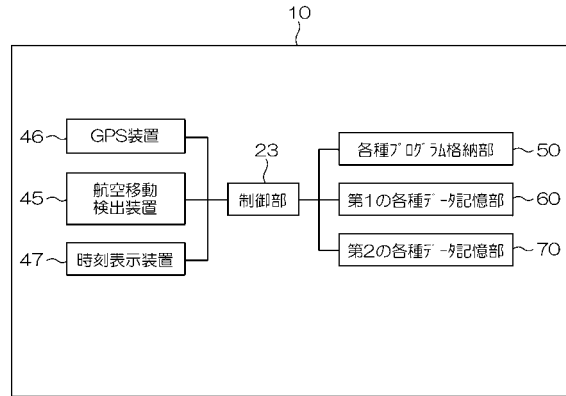 10
46
GPS装置
23
各種プログラム格納部
50
45
航空移動
検出装置
制御部
第1の各種データ記憶部
60
47
時刻表示装置
第2の各種データ記憶部
70